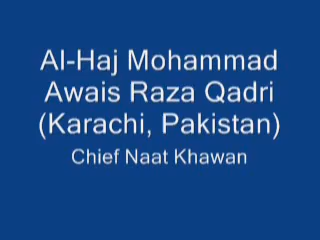 Al-Haj Mohammad
Awais Raza Qadri
(Karachi, Pakistan)
Chief Naat Khawan